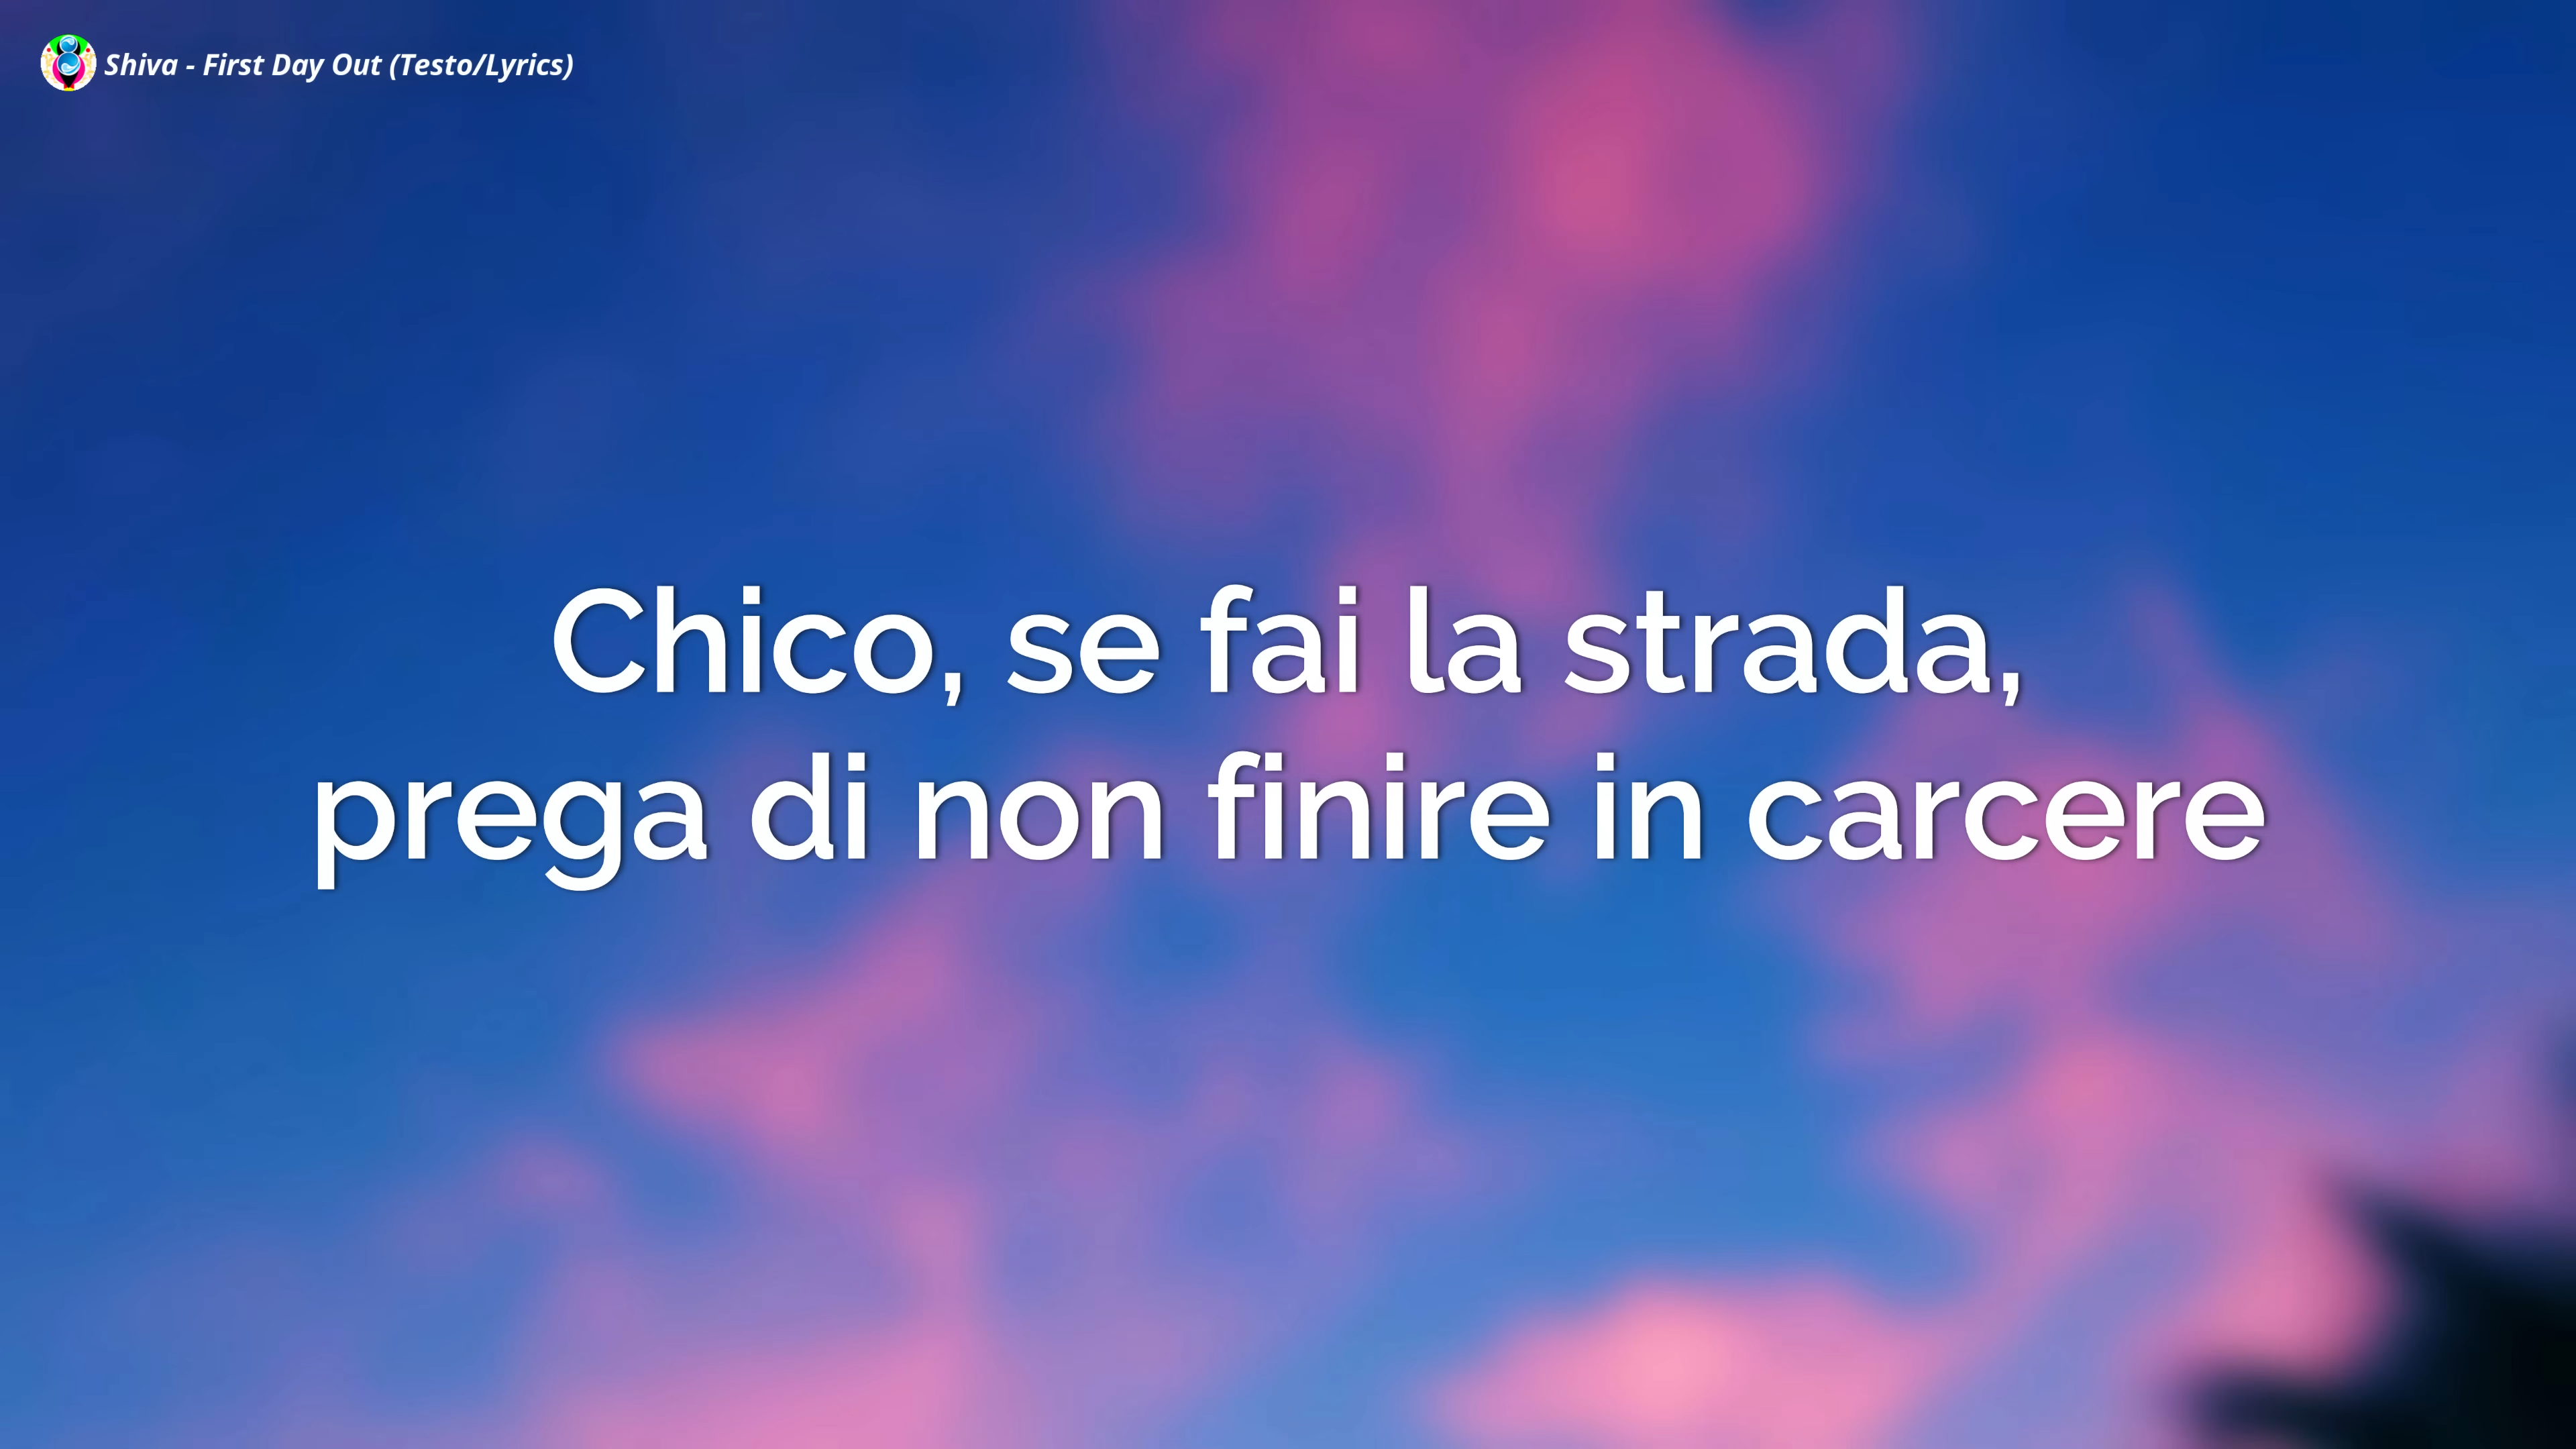 Shiva - First Day Out (Testo/Lyrics)
Chico, se fai la strada,
prega di non finire in carcere